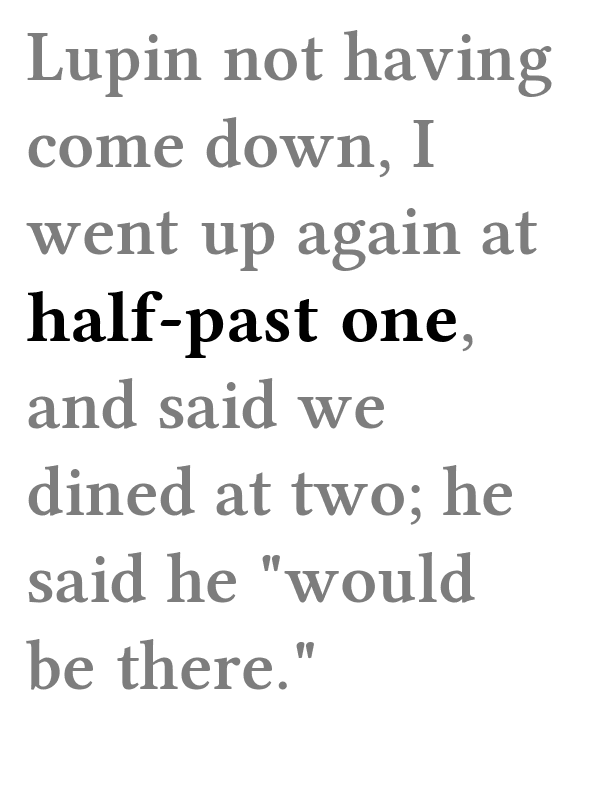 Lupin not having
come down, I
went up again at
half-past one,
and said we
dined at two; he
said he "would
be there."